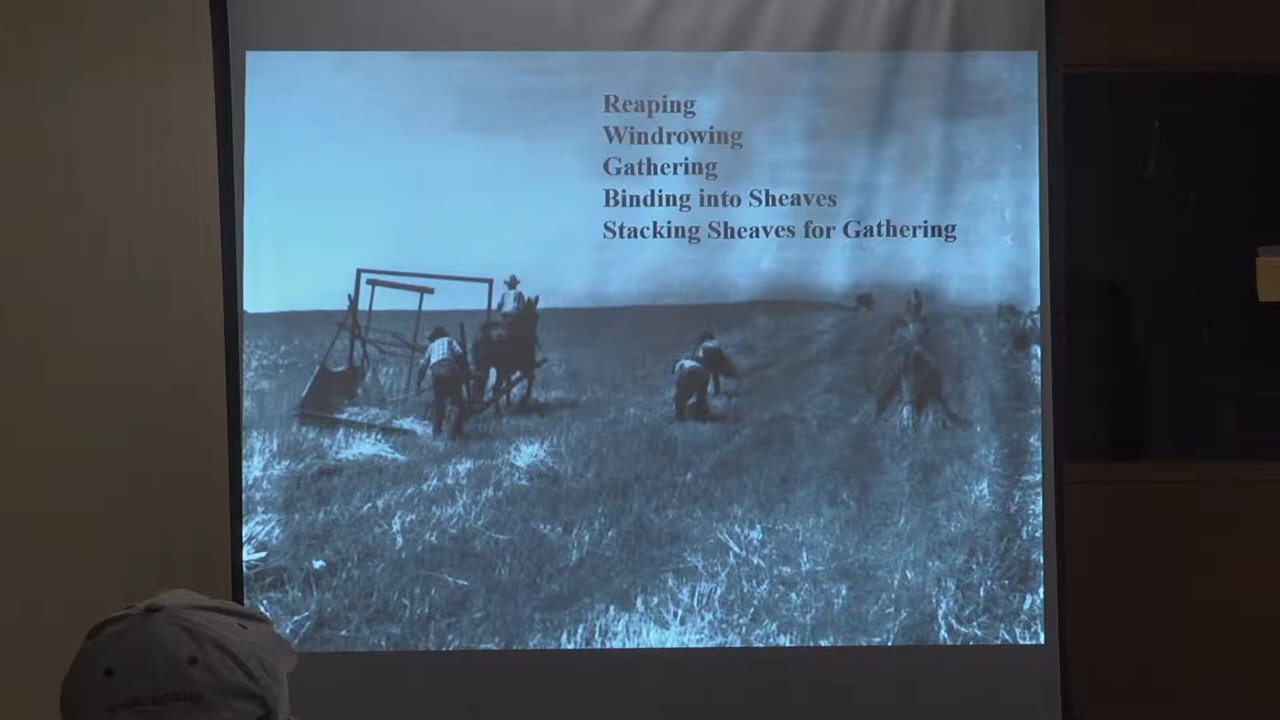 Reaping
Windrowing
Gathering
Binding into Sheaves
Stacking Sheaves for Gathering